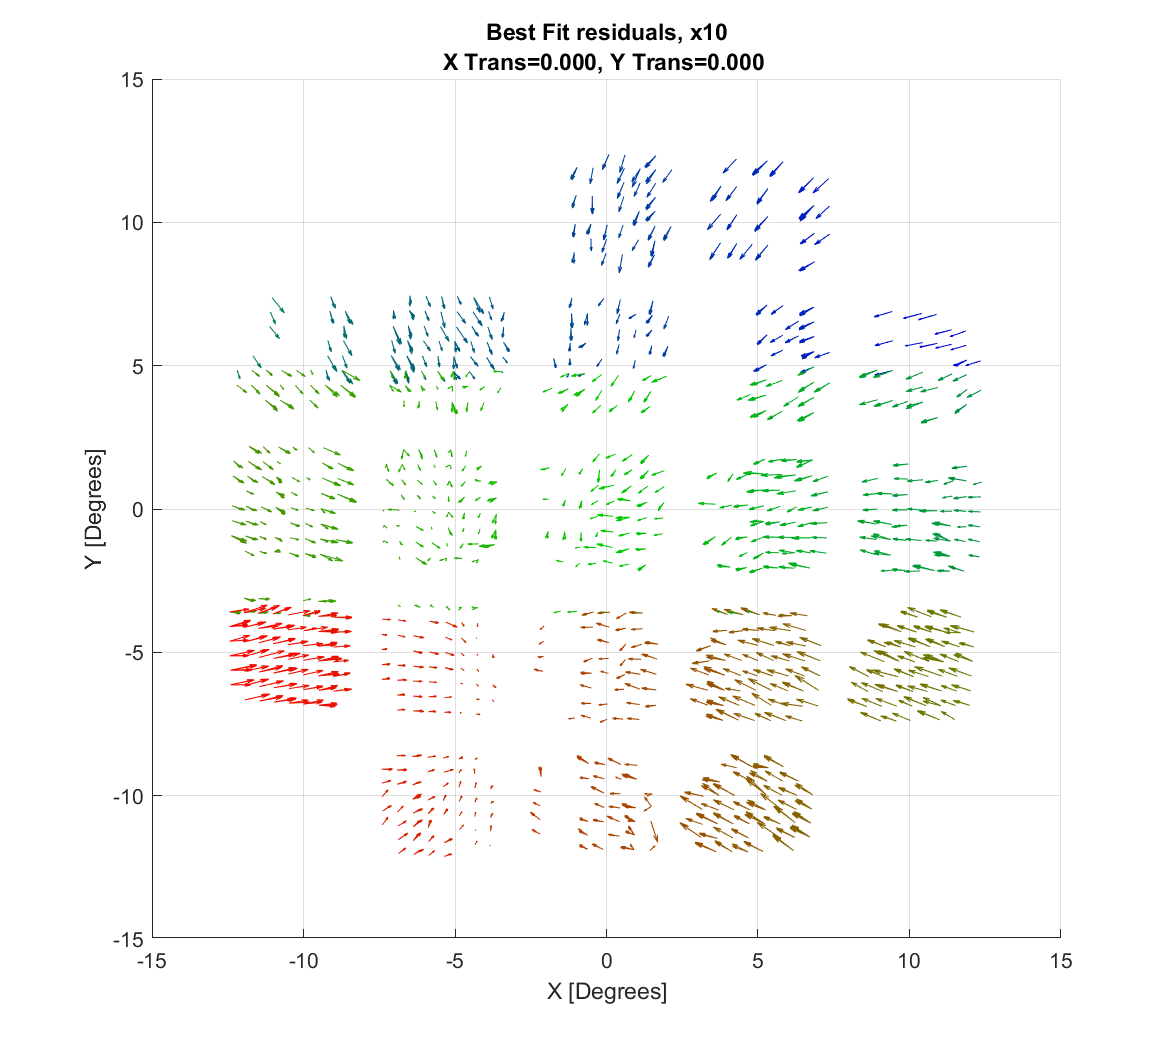 Best Fit residuals, x10
X Trans=0.000, Y Trans=0.000
15
10
5
0
-5
-10
-15
Y [Degrees]
-15 -10 -5 0 5 10 15
X [Degrees]